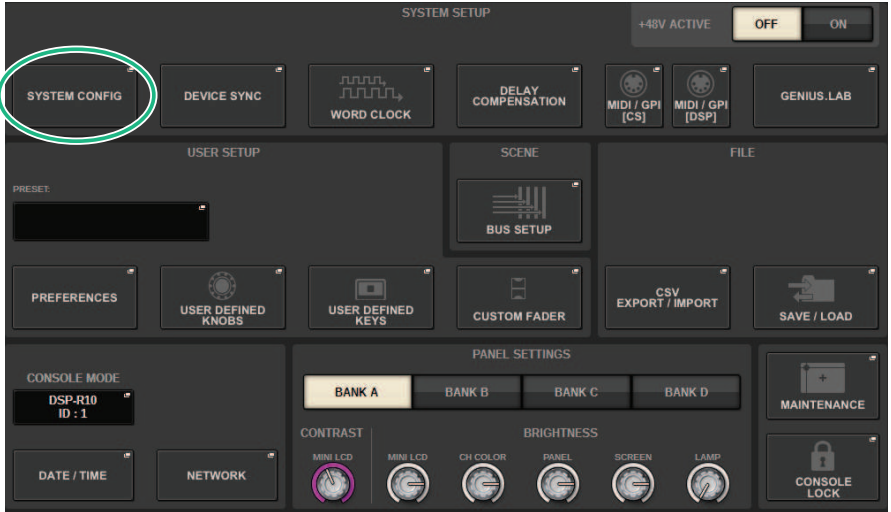 SYSTEM SETUP
+48V ACTIVE
OFF
ON
SYSTEM CONFIG
DEVICE SYNC
WORD CLOCK
DELAY
COMPENSATION
MIDI / GPI
[CS]
MIDI / GPI
[DSP]
GENIUS.LAB
USER SETUP
SCENE
FILE
PRESET:
BUS SETUP
PREFERENCES
USER DEFINED
KNOBS
USER DEFINED
KEYS
CUSTOM FADER
CSV
EXPORT / IMPORT
SAVE / LOAD
CONSOLE MODE
DSP-R10
ID : 1
PANEL SETTINGS
BANK A
BANK B
BANK C
BANK D
MAINTENANCE
CONTRAST
BRIGHTNESS
MINI LCD
MINI LCD
CH COLOR
PANEL
SCREEN
LAMP
DATE / TIME
NETWORK
CONSOLE
LOCK